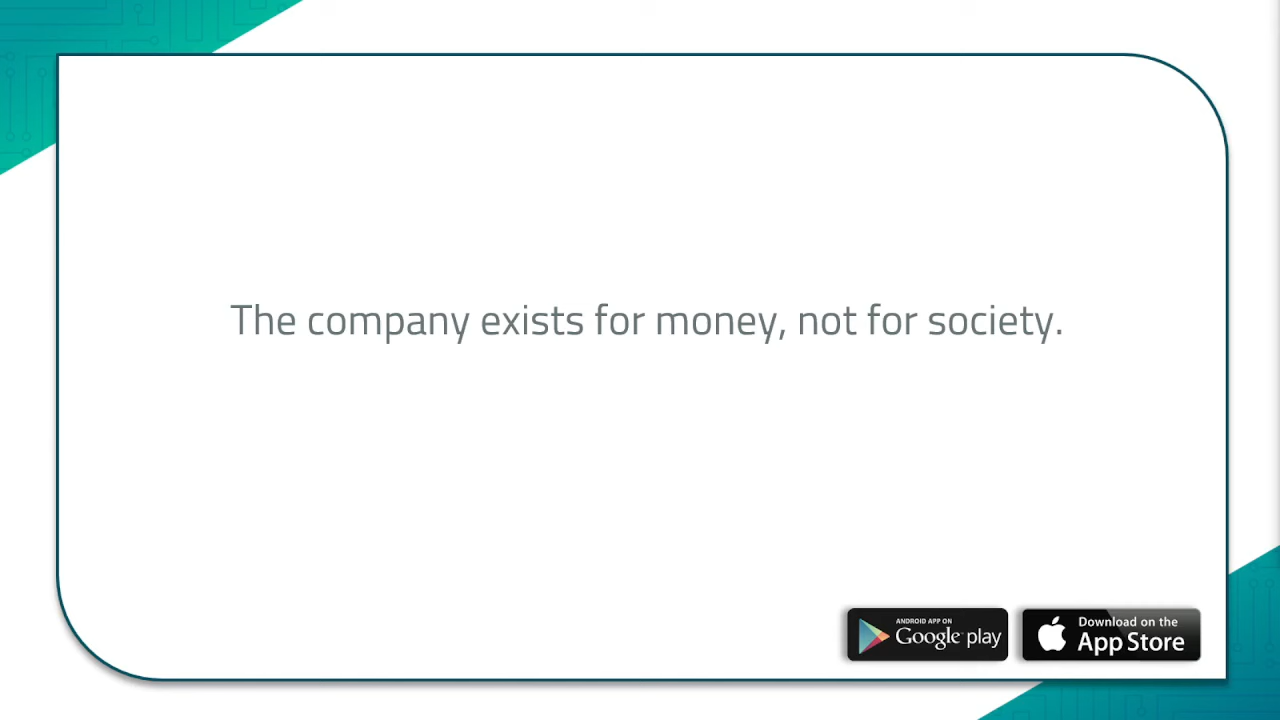 The company exists for money, not for society.
ANDROID APP ON
Google play
Download on the
App Store